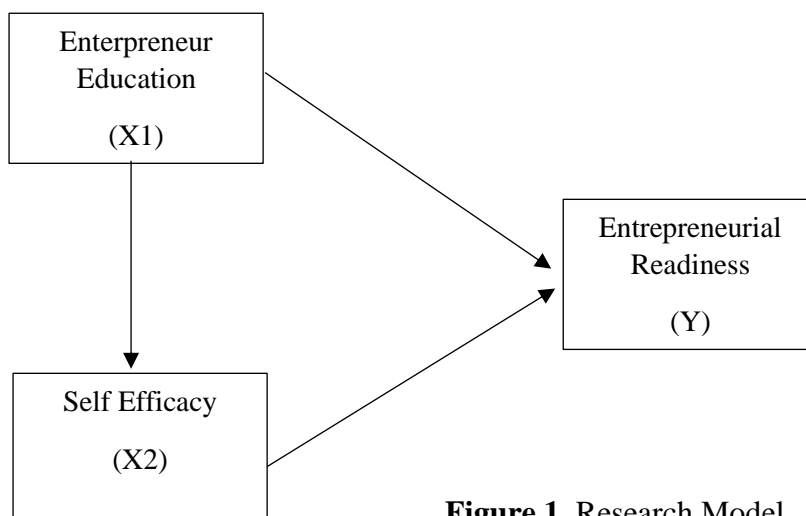 Enterpreneur
Education
(X1)
Entrepreneurial
Readiness
(Y)
Self Efficacy
(X2)
Figure 1. Research Model